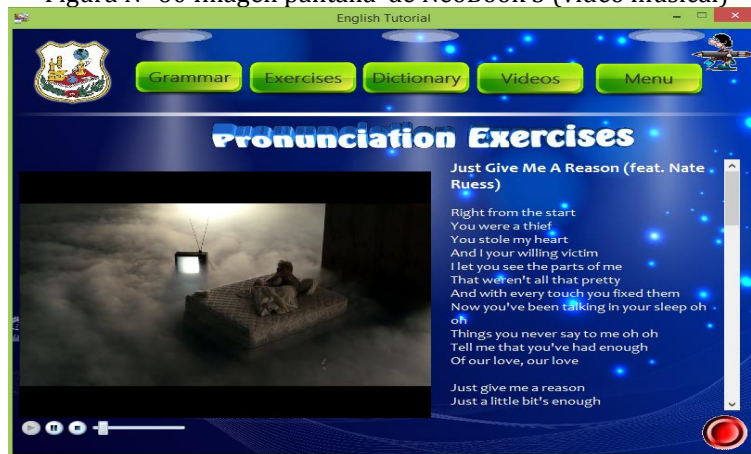 Figura N° Imagen pantalla de NeoBook 5 (video musical)
English Tutorial
Grammar
Exercises
Dictionary
Videos
Menu
Pronunciation Exercises
Just Give Me A Reason (feat. Nate
Ruess)
Right from the start
You were a thief
You stole my heart
And I your willing victim
I let you see the parts of me
That weren't all that pretty
And with every touch you fixed them
Now you've been talking in your sleep oh
oh
Things you never say to me oh oh
Tell me that you've had enough
Of our love, our love
Just give me a reason
Just a little bit's enough